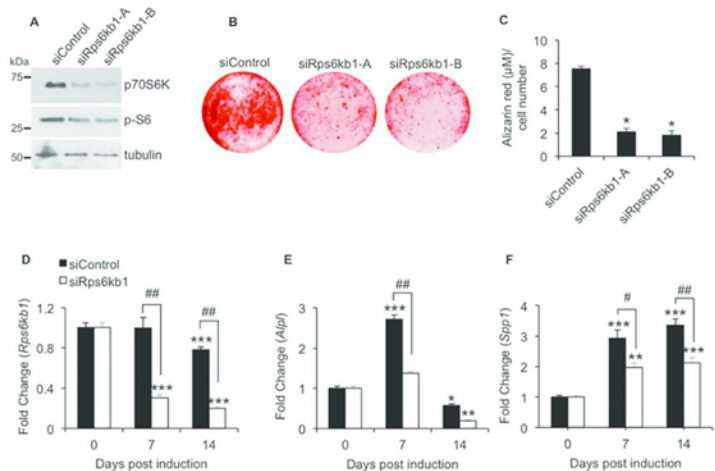 A
siControl
siRps6kb1-A
siRps6kb1-B
kDa
75
p70S6K
25
p-S6
50
tubulin
B
siControl
siRps6kb1-A
siRps6kb1-B
C
Alizarin red (µM)/
cell number
10
8
6
4
2
0
*
*
siControl
siRps6kb1-A
siRps6kb1-B
D
siControl
siRps6kb1
Fold Change (Rps6kb1)
1.2
0.8
0.4
0
##
***
##
***
***
0
7
14
Days post induction
E
Fold Change (Alpl)
3
2
1
0
##
***
*
**
0
7
14
Days post induction
F
Fold Change (Spp1)
4
3
2
1
0
#
***
**
##
***
***
0
7
14
Days post induction